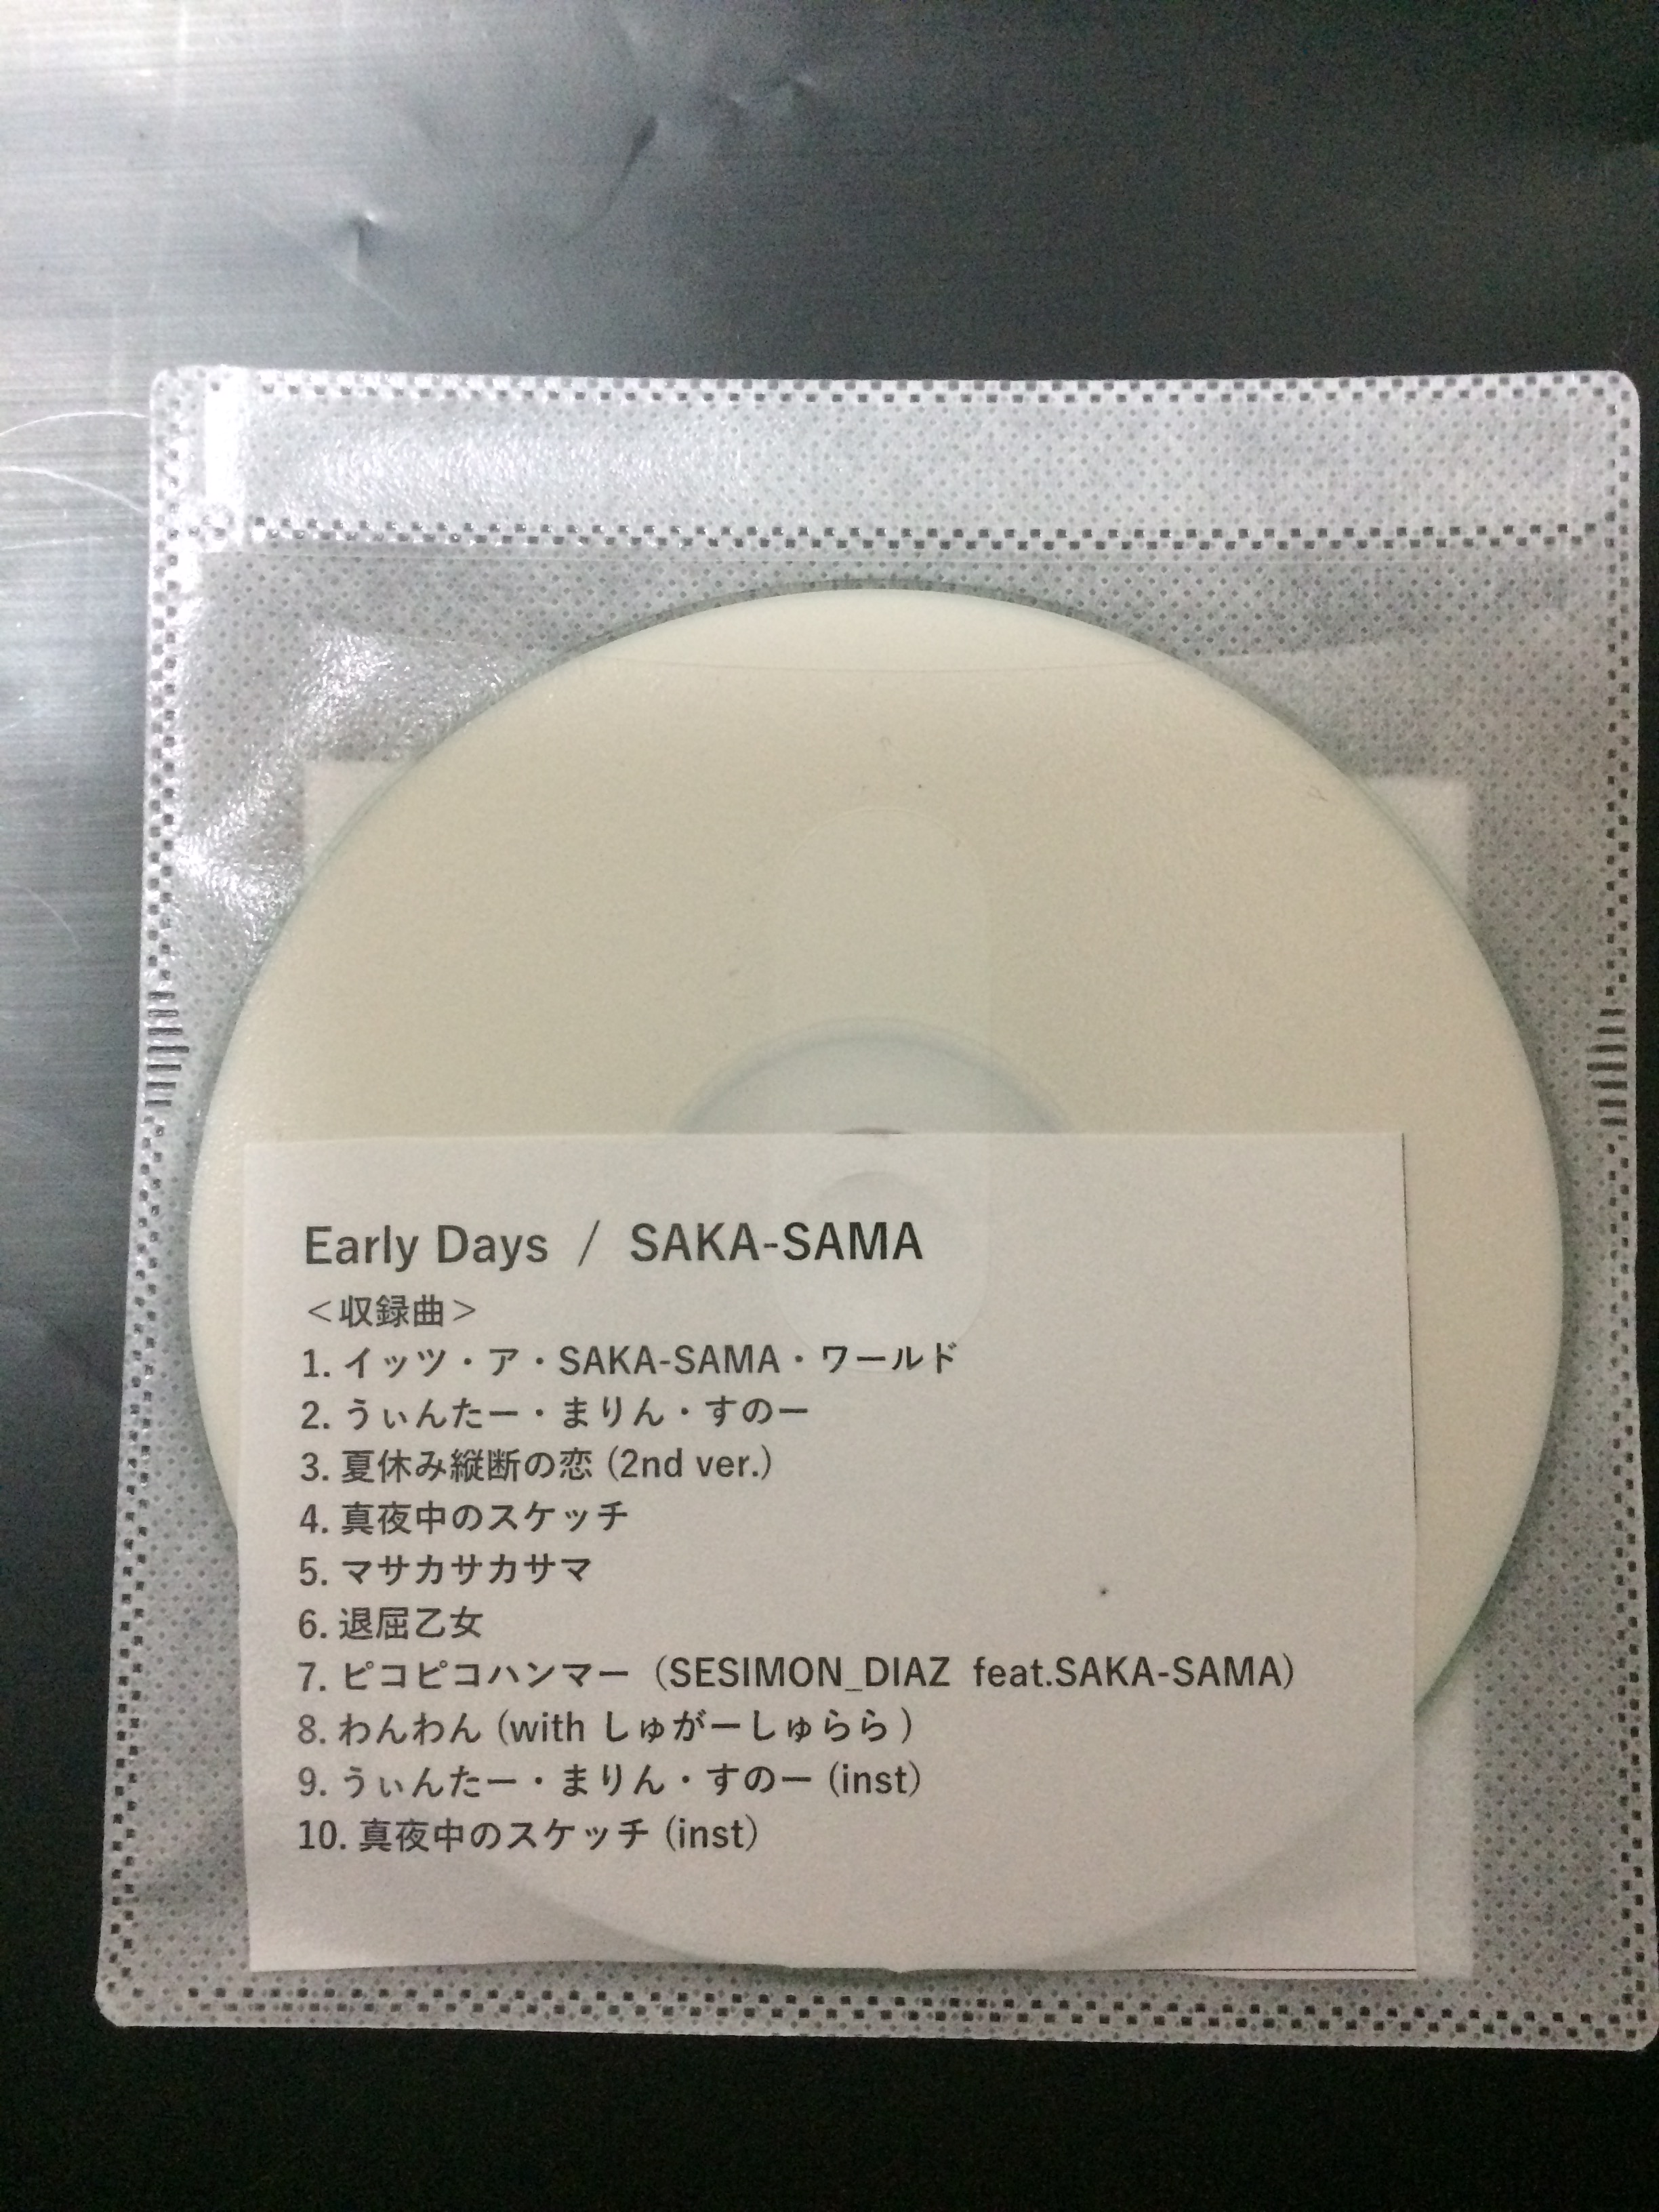 Early Days / SAKA-SAMA
＜収録曲＞
1. イッツ・ア・SAKA-SAMA・ワールド
2. うぃんたー・まりん・すのー
3. 夏休み縦断の恋 (2nd ver.)
4. 真夜中のスケッチ
5. マサカサカサマ
6. 退屈乙女
7. ピコピコハンマー（SESIMON_DIAZ feat.SAKA-SAMA）
8. わんわん (with しゅがーしゅらら )
9. うぃんたー・まりん・すのー (inst)
10. 真夜中のスケッチ (inst)